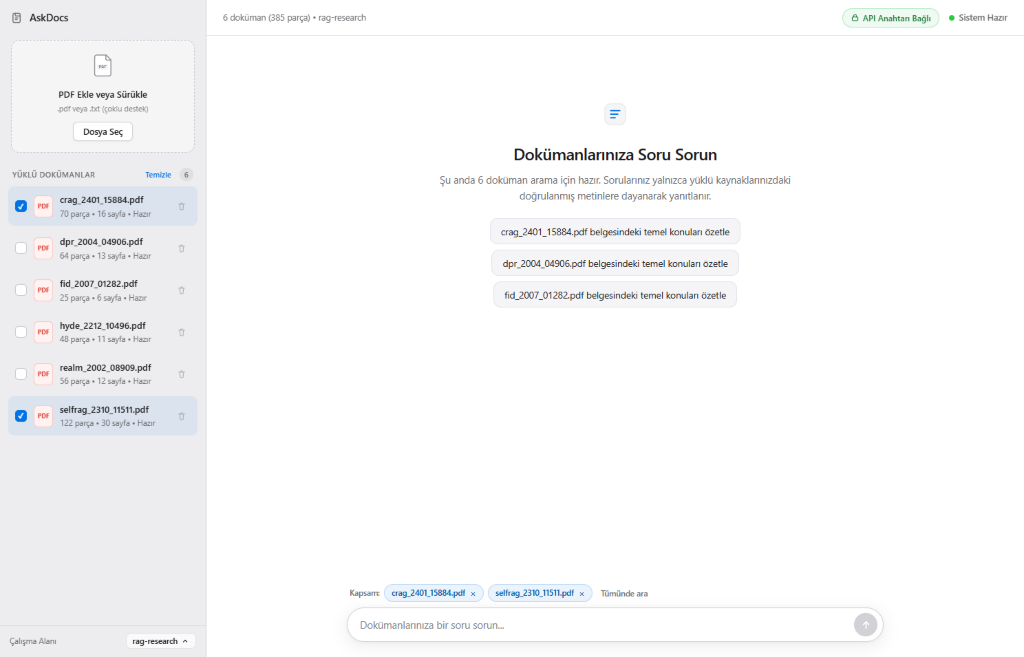 AskDocs
PDF Ekle veya Sürükle
.pdf veya .txt (çoklu destek)
Dosya Seç
YÜKLÜ DOKÜMANLAR Temizle 6
PDF crag_2401_15884.pdf
70 parça • 16 sayfa • Hazır
PDF dpr_2004_04906.pdf
64 parça • 13 sayfa • Hazır
PDF fid_2007_01282.pdf
25 parça • 6 sayfa • Hazır
PDF hyde_2212_10496.pdf
48 parça • 11 sayfa • Hazır
PDF realm_2002_08909.pdf
56 parça • 12 sayfa • Hazır
PDF selfrag_2310_11511.pdf
122 parça • 30 sayfa • Hazır
Çalışma Alanı rag-research
6 doküman (385 parça) • rag-research
API Anahtarı Bağlı
Sistem Hazır
Dokümanlarınıza Soru Sorun
Şu anda 6 doküman arama için hazır. Sorularınız yalnızca yüklü kaynaklarınızdaki
doğrulanmış metinlere dayanarak yanıtlanır.
crag_2401_15884.pdf belgesindeki temel konuları özetle
dpr_2004_04906.pdf belgesindeki temel konuları özetle
fid_2007_01282.pdf belgesindeki temel konuları özetle
Kapsam: crag_2401_15884.pdf × selfrag_2310_11511.pdf × Tümünde ara
Dokümanlarınıza bir soru sorun...